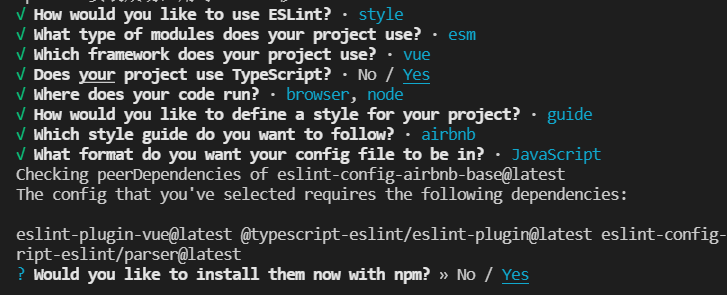 √ How would you like to use ESLint? · style
√ What type of modules does your project use? · esm
√ Which framework does your project use? · vue
√ Does your project use TypeScript? · No / Yes
√ Where does your code run? · browser, node
√ How would you like to define a style for your project? · guide
√ Which style guide do you want to follow? · airbnb
√ What format do you want your config file to be in? · JavaScript
Checking peerDependencies of eslint-config-airbnb-base@latest
The config that you've selected requires the following dependencies:
eslint-plugin-vue@latest @typescript-eslint/eslint-plugin@latest eslint-config-
ript-eslint/parser@latest
? Would you like to install them now with npm? » No / Yes